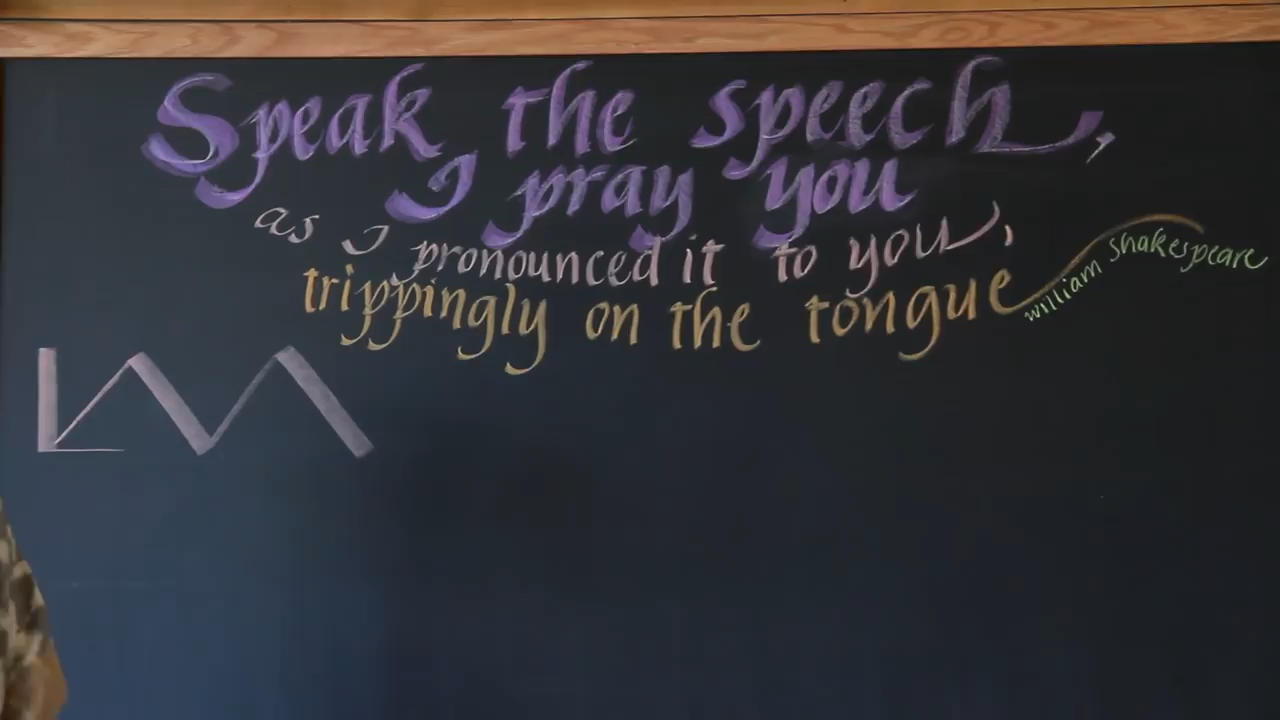 Speak the speech,
I pray you
as I pronounced it to you,
trippingly on the tongue
william shakespeare